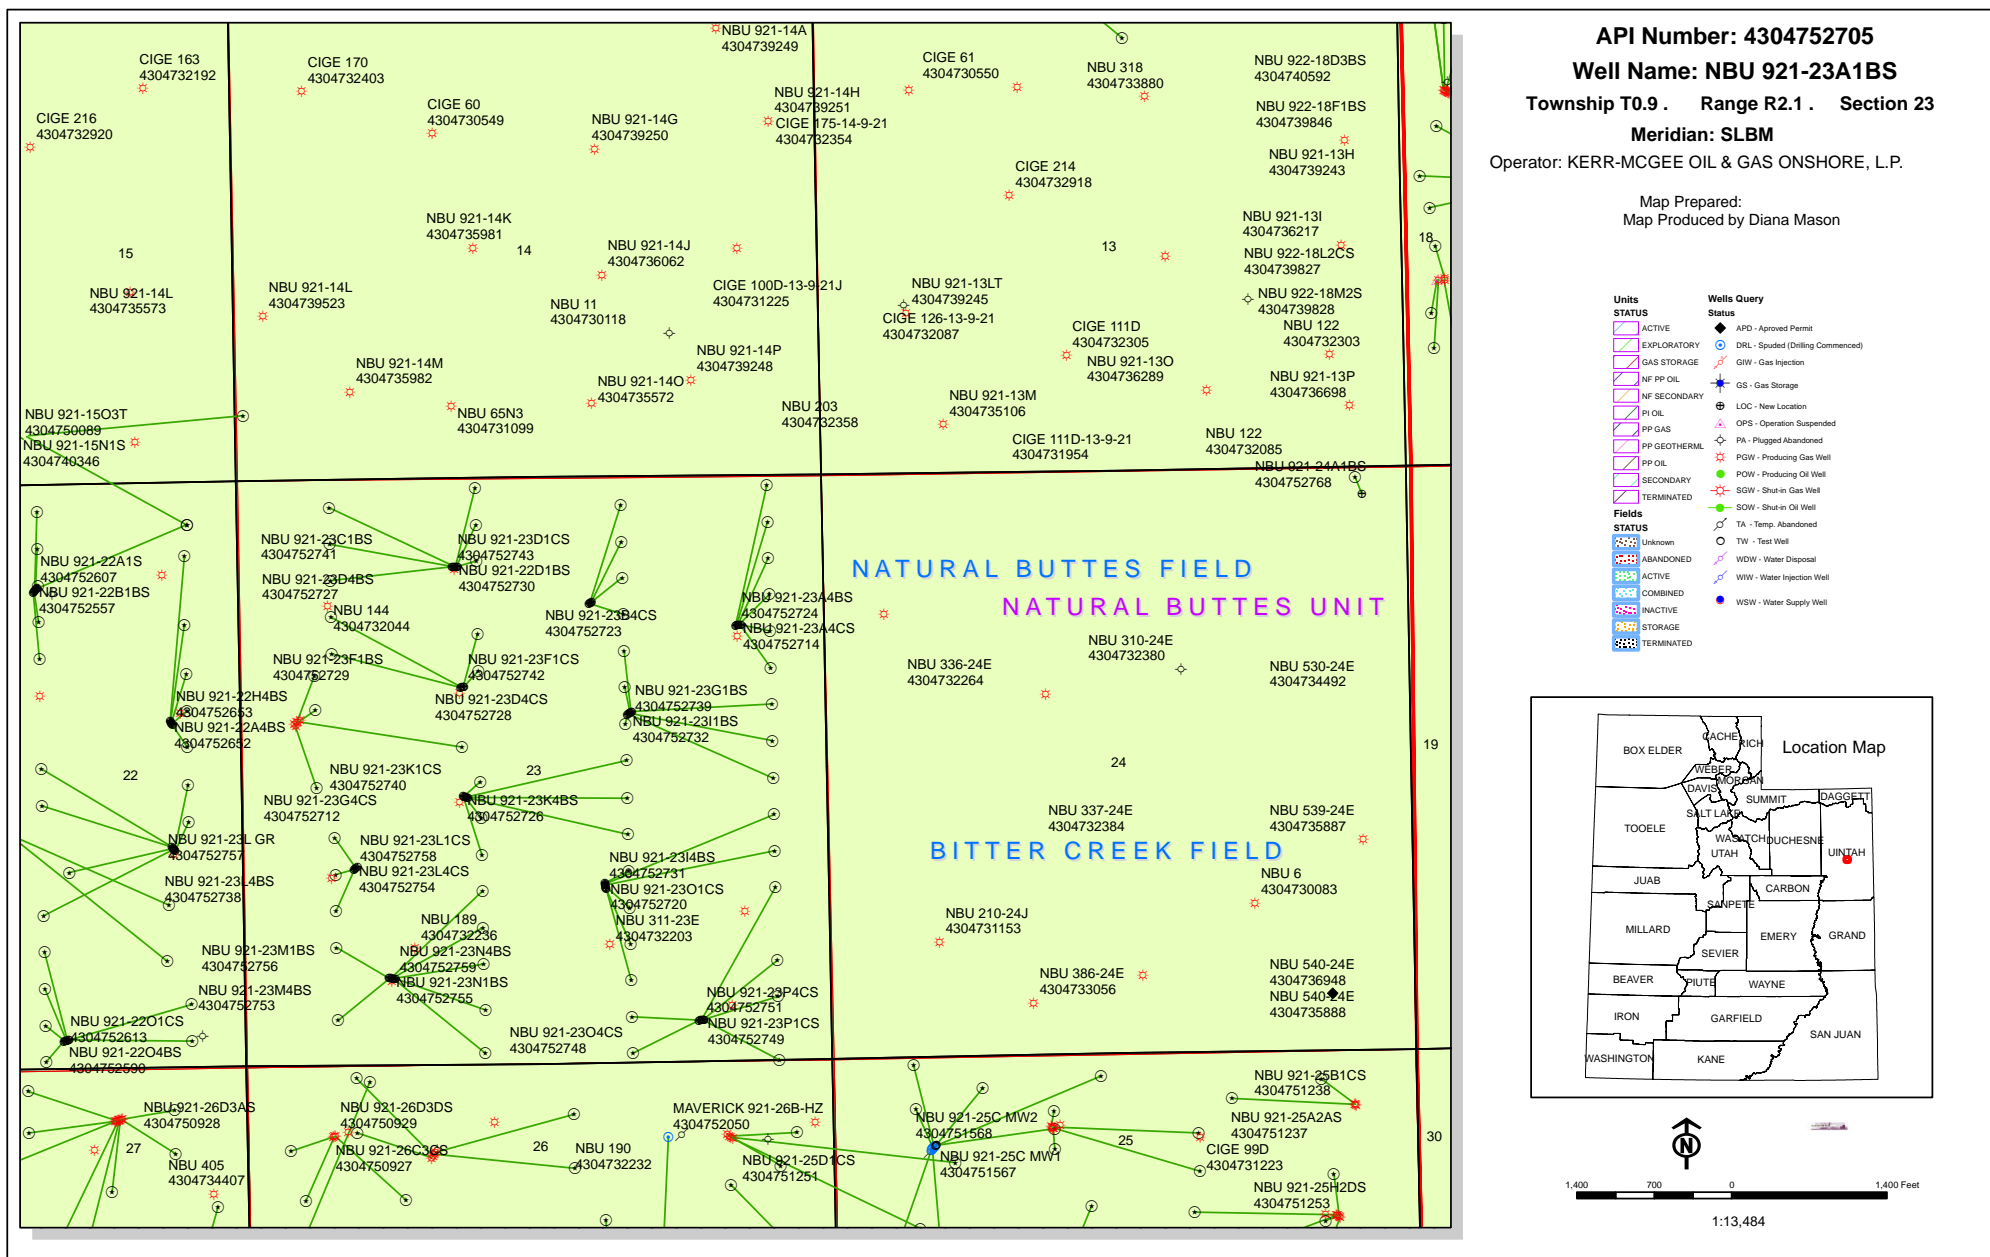 API Number: 4304752705
Well Name: NBU 921-23A1BS
Township T0.9 . Range R2.1 . Section 23
Meridian: SLBM
Operator: KERR-MCGEE OIL & GAS ONSHORE, L.P.
Map Prepared:
Map Produced by Diana Mason
Units
STATUS
ACTIVE
EXPLORATORY
GAS STORAGE
NF PP OIL
NF SECONDARY
PI OIL
PP GAS
PP GEOTHERML
PP OIL
SECONDARY
TERMINATED
Fields
STATUS
Unknown
ABANDONED
ACTIVE
COMBINED
INACTIVE
STORAGE
TERMINATED
Wells Query
Status
APD - Aproved Permit
DRL - Spuded (Drilling Commenced)
GIW - Gas Injection
GS - Gas Storage
LOC - New Location
OPS - Operation Suspended
PA - Plugged Abandoned
PGW - Producing Gas Well
POW - Producing Oil Well
SGW - Shut-in Gas Well
SOW - Shut-in Oil Well
TA - Temp. Abandoned
TW - Test Well
WDW - Water Disposal
WIW - Water Injection Well
WSW - Water Supply Well
Location Map
BOX ELDER
CACHE
RICH
WEBER
MORGAN
DAVIS
SUMMIT
DAGGETT
SALT LAKE
TOOELE
WASATCH
DUCHESNE
UTAH
UINTAH
JUAB
CARBON
SANPETE
MILLARD
EMERY
GRAND
SEVIER
BEAVER
PIUTE
WAYNE
IRON
GARFIELD
SAN JUAN
WASHINGTON
KANE
N
1,400
700
0
1,400 Feet
1:13,484
NBU 921-14A
4304739249
CIGE 163
4304732192
CIGE 170
4304732403
CIGE 61
4304730550
NBU 318
4304733880
NBU 922-18D3BS
4304740592
CIGE 216
4304732920
CIGE 60
4304730549
NBU 921-14G
4304739250
NBU 921-14H
4304739251
CIGE 175-14-9-21
4304732354
NBU 922-18F1BS
4304739846
NBU 921-13H
4304739243
CIGE 214
4304732918
NBU 921-14K
4304735981
14
NBU 921-14J
4304736062
13
NBU 921-13I
4304736217
18
15
NBU 922-18L2CS
4304739827
NBU 921-14L
4304735573
NBU 921-14L
4304739523
NBU 11
4304730118
CIGE 100D-13-9-21J
4304731225
NBU 921-13LT
4304739245
CIGE 126-13-9-21
4304732087
NBU 922-18M2S
4304739828
NBU 122
4304732303
CIGE 111D
4304732305
NBU 921-14M
4304735982
NBU 921-14P
4304739248
NBU 921-13O
4304736289
NBU 921-13P
4304736698
NBU 921-14O
4304735572
NBU 921-13M
4304735106
NBU 203
4304732358
NBU 921-15O3T
4304750089
NBU 921-15N1S
4304740346
NBU 65N3
4304731099
CIGE 111D-13-9-21
4304731954
NBU 122
4304732085
NBU 921-24A1BS
4304752768
NBU 921-23C1BS
4304752741
NBU 921-23D1CS
4304752743
NBU 921-22D1BS
4304752730
NBU 921-22A1S
4304752607
NBU 921-22B1BS
4304752557
NBU 921-23D4BS
4304752727
NBU 144
4304732044
NBU 921-23B4CS
4304752723
NBU 921-23A4BS
4304752724
NBU 921-23A4CS
4304752714
NATURAL BUTTES FIELD
NATURAL BUTTES UNIT
NBU 310-24E
4304732380
NBU 336-24E
4304732264
NBU 530-24E
4304734492
NBU 921-23F1BS
4304752729
NBU 921-23F1CS
4304752742
NBU 921-23D4CS
4304752728
NBU 921-22H4BS
4304752653
NBU 921-22A4BS
4304752652
NBU 921-23G1BS
4304752739
NBU 921-23I1BS
4304752732
19
22
23
24
NBU 921-23K1CS
4304752740
NBU 921-23G4CS
4304752712
NBU 921-23K4BS
4304752726
NBU 337-24E
4304732384
NBU 539-24E
4304735887
BITTER CREEK FIELD
NBU 921-23L GR
4304752757
NBU 921-23L1CS
4304752758
NBU 921-23L4CS
4304752754
NBU 921-23L4BS
4304752738
NBU 921-23I4BS
4304752731
NBU 921-23O1CS
4304752720
NBU 311-23E
4304732203
NBU 6
4304730083
NBU 210-24J
4304731153
NBU 189
4304732236
NBU 921-23N4BS
4304752759
NBU 921-23N1BS
4304752755
NBU 921-23M1BS
4304752756
NBU 921-23M4BS
4304752753
NBU 386-24E
4304733056
NBU 540-24E
4304736948
NBU 540-24E
4304735888
NBU 921-23P4CS
4304752751
NBU 921-23P1CS
4304752749
NBU 921-23O4CS
4304752748
NBU 921-22O1CS
4304752613
NBU 921-22O4BS
4304752590
NBU 921-25B1CS
4304751238
NBU 921-26D3AS
4304750928
NBU 921-26D3DS
4304750929
NBU 921-26C3CS
4304750927
MAVERICK 921-26B-HZ
4304752050
NBU 921-25C MW2
4304751568
NBU 921-25C MW1
4304751567
NBU 921-25A2AS
4304751237
CIGE 99D
4304731223
27
26
25
30
NBU 190
4304732232
NBU 405
4304734407
NBU 921-25D1CS
4304751251
NBU 921-25H2DS
4304751253